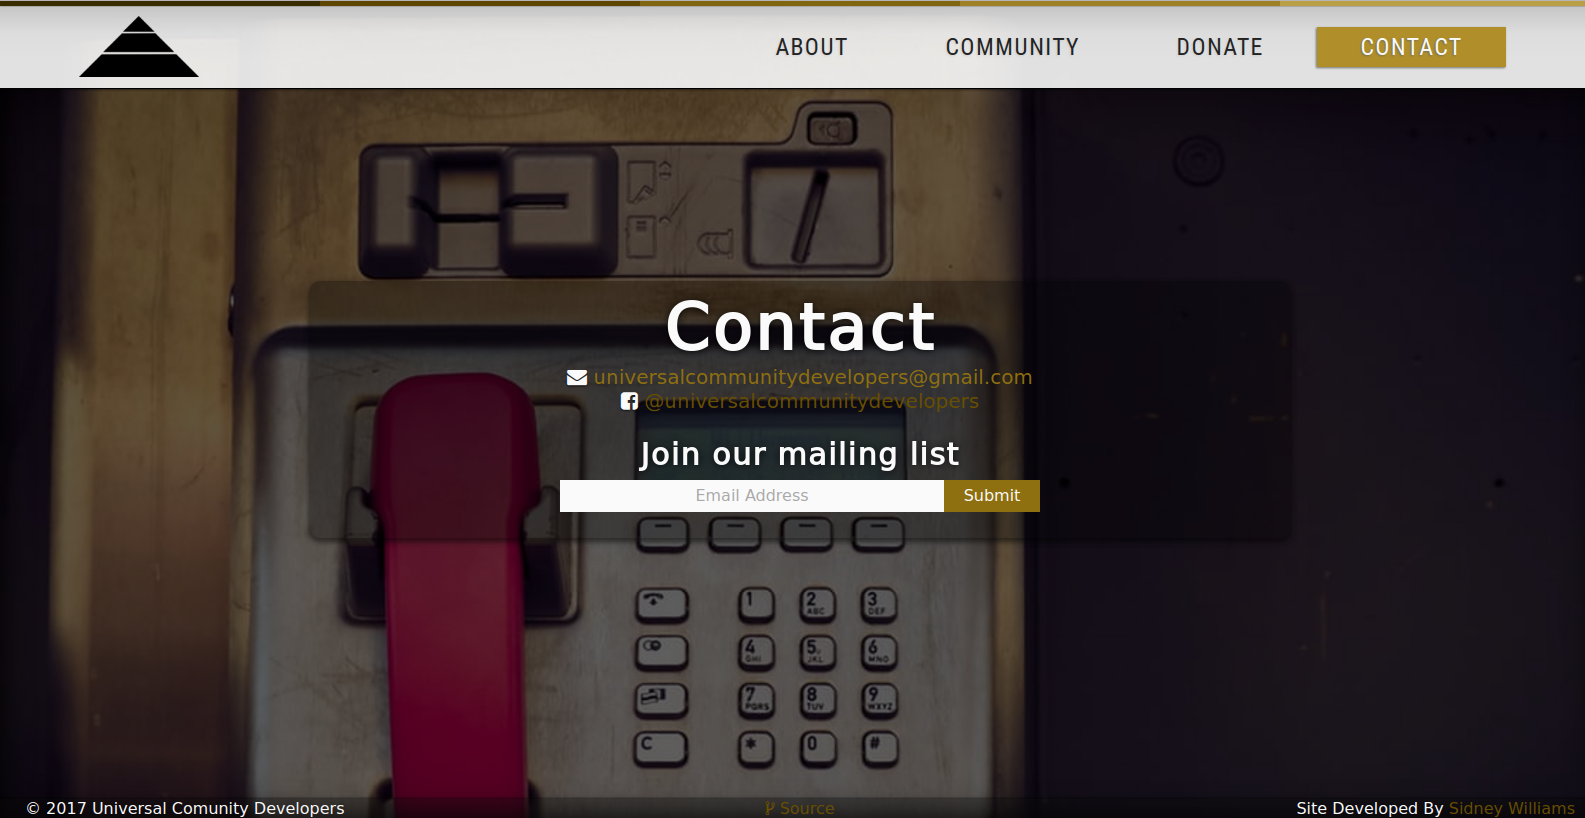 ABOUT COMMUNITY DONATE CONTACT
Contact
universalcommunitydevelopers@gmail.com
@universalcommunitydevelopers
Join our mailing list
Email Address Submit
1 2 ABC 3 DEF
4 GHI 5 JKL 6 MNO
7 PQRS 8 TUV 9 WXYZ
C * 0 #
© 2017 Universal Comunity Developers Source Site Developed By Sidney Williams